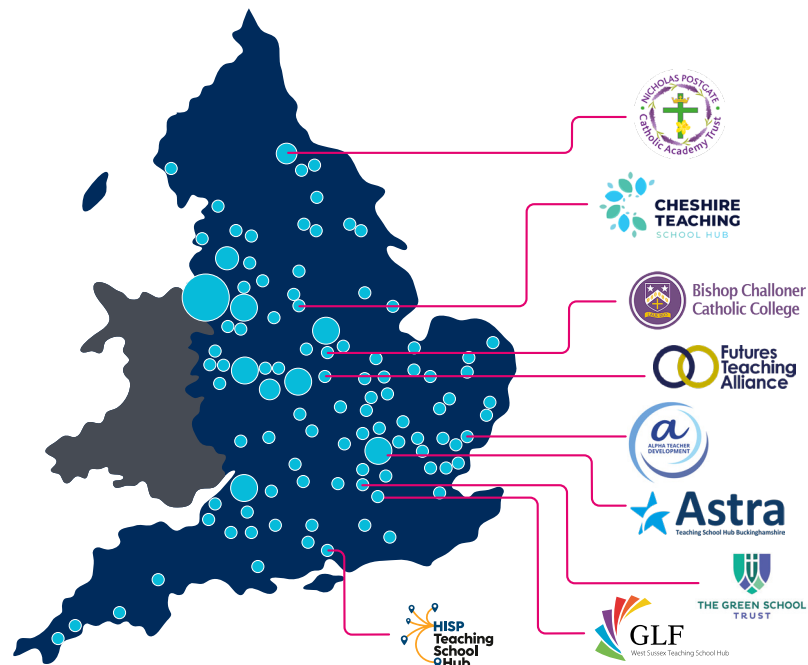 NICHOLAS POSTGATE
Catholic Academy Trust
CHESHIRE
TEACHING
SCHOOL HUB
Bishop Challoner
Catholic College
Futures
Teaching
Alliance
a
ALPHA TEACHER
DEVELOPMENT
Astra
Teaching School Hub Buckinghamshire
THE GREEN SCHOOL
TRUST
GLF
West Sussex Teaching School Hub
HISP
Teaching
School
Hub